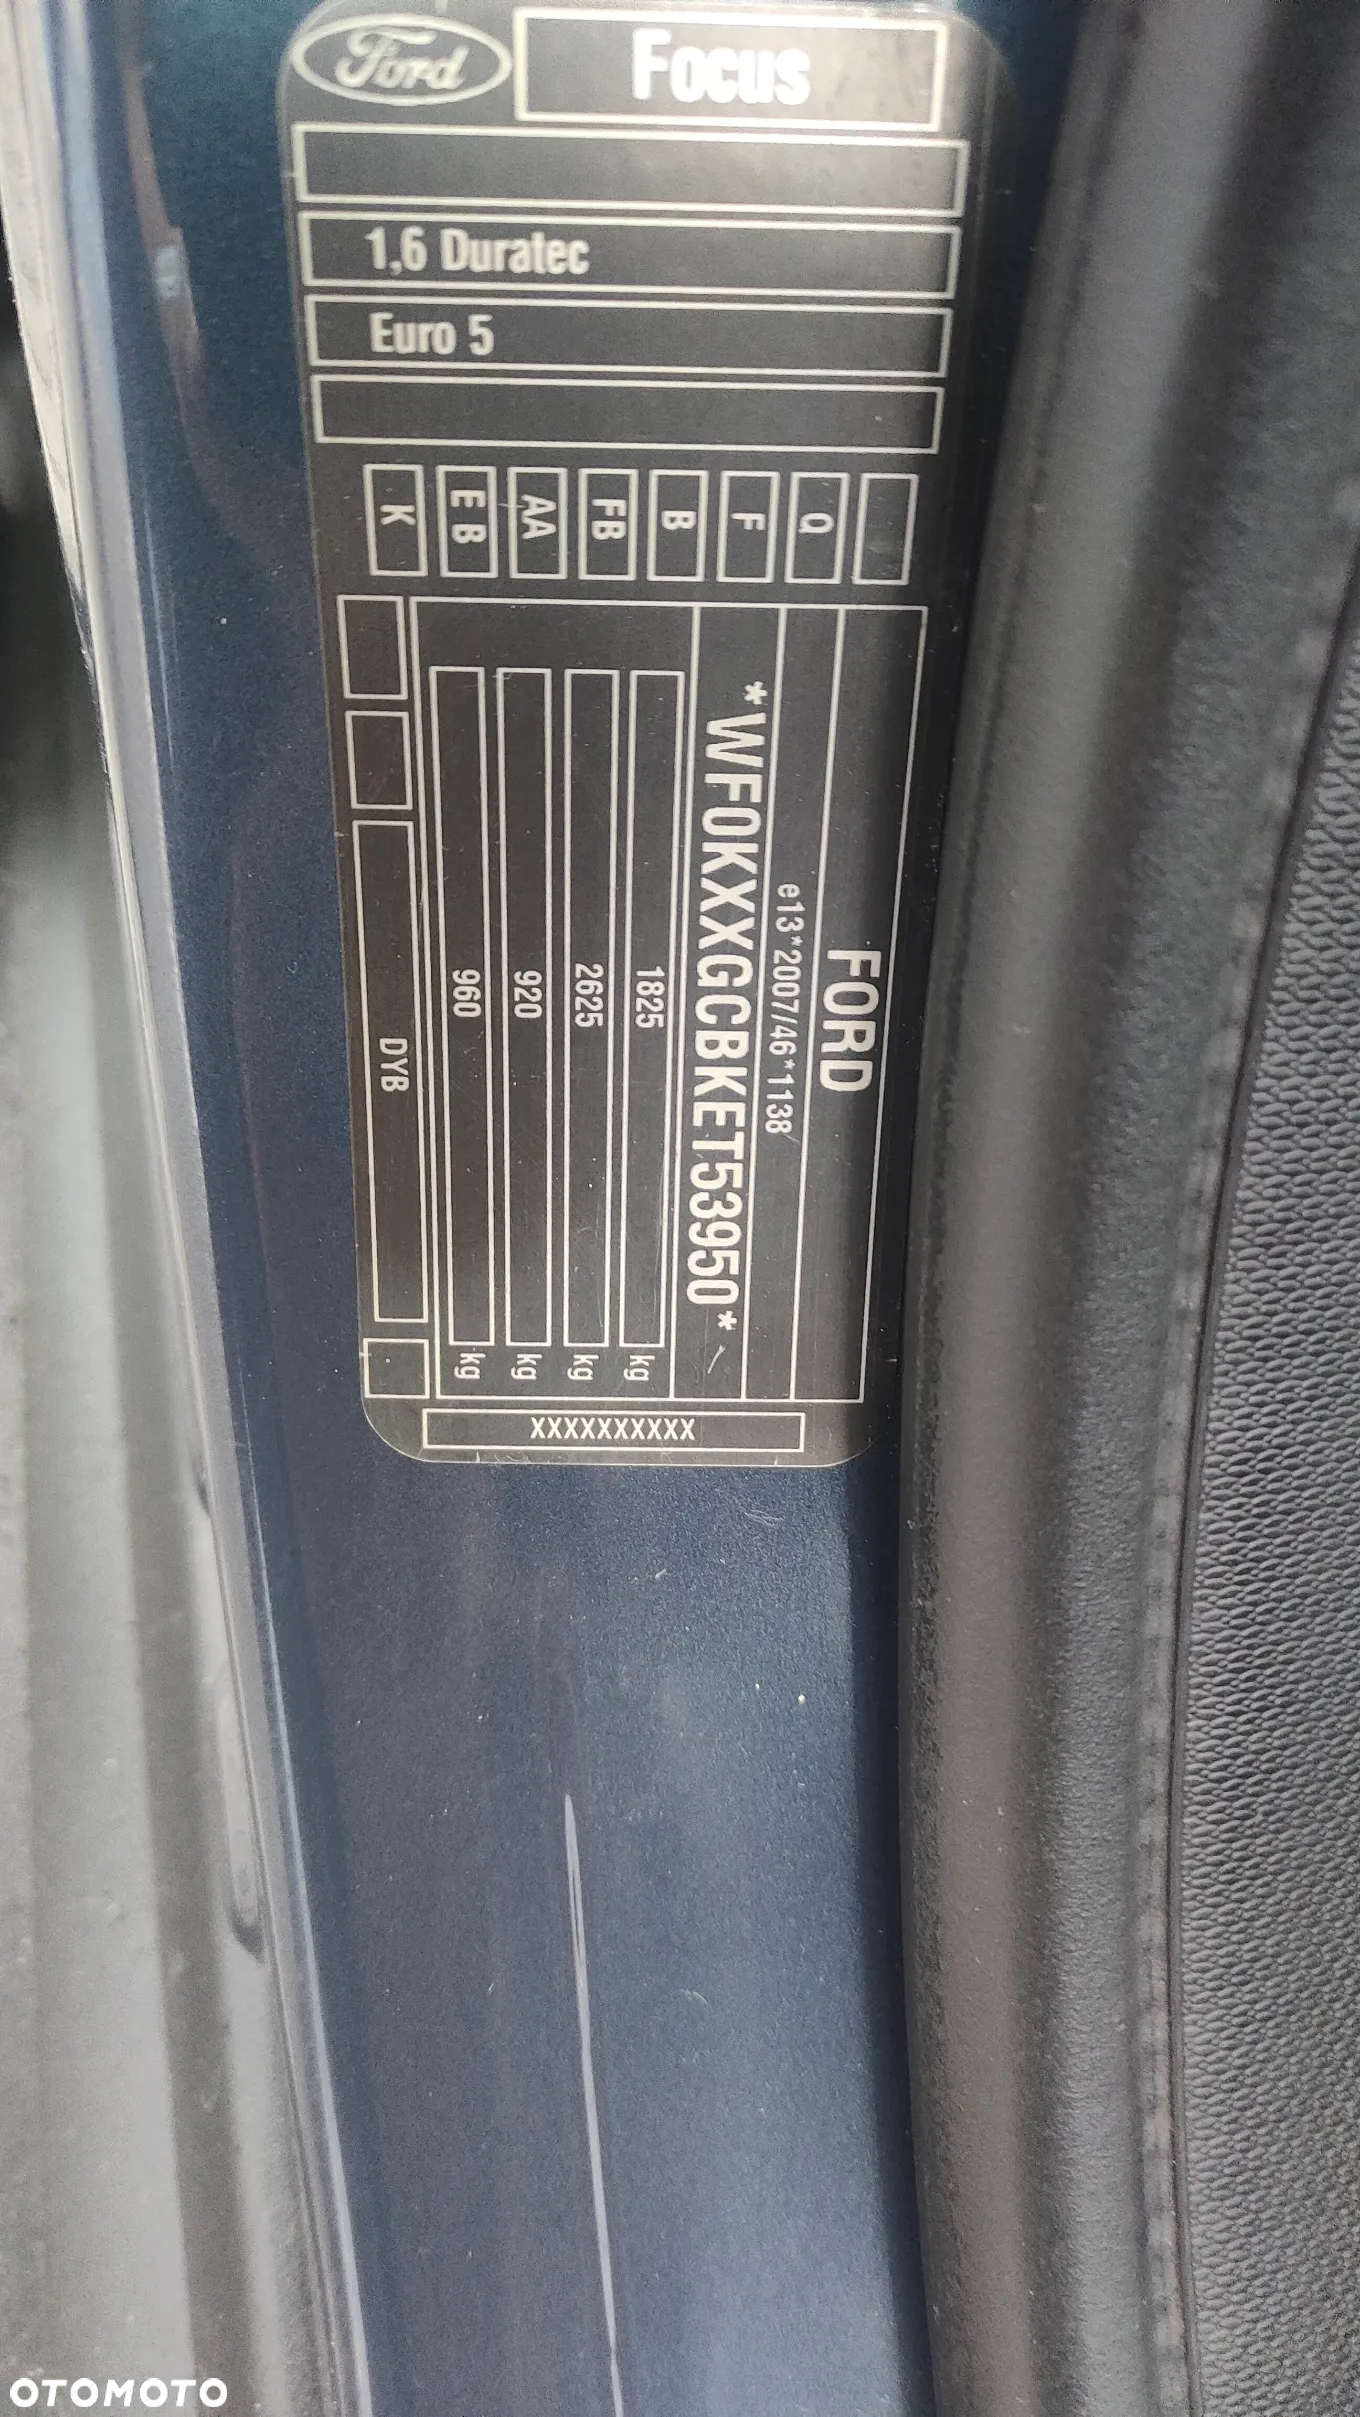 Ford
Focus
1,6 Duratec
Euro 5
K
E B
AA
FB
B
F
Q
FORD
e13*2007/46*1138
*WF0KXXGCBKET53950*
1825 kg
2625 kg
920 kg
960 kg
DYB
XXXXXXXXXX
OTOMOTO